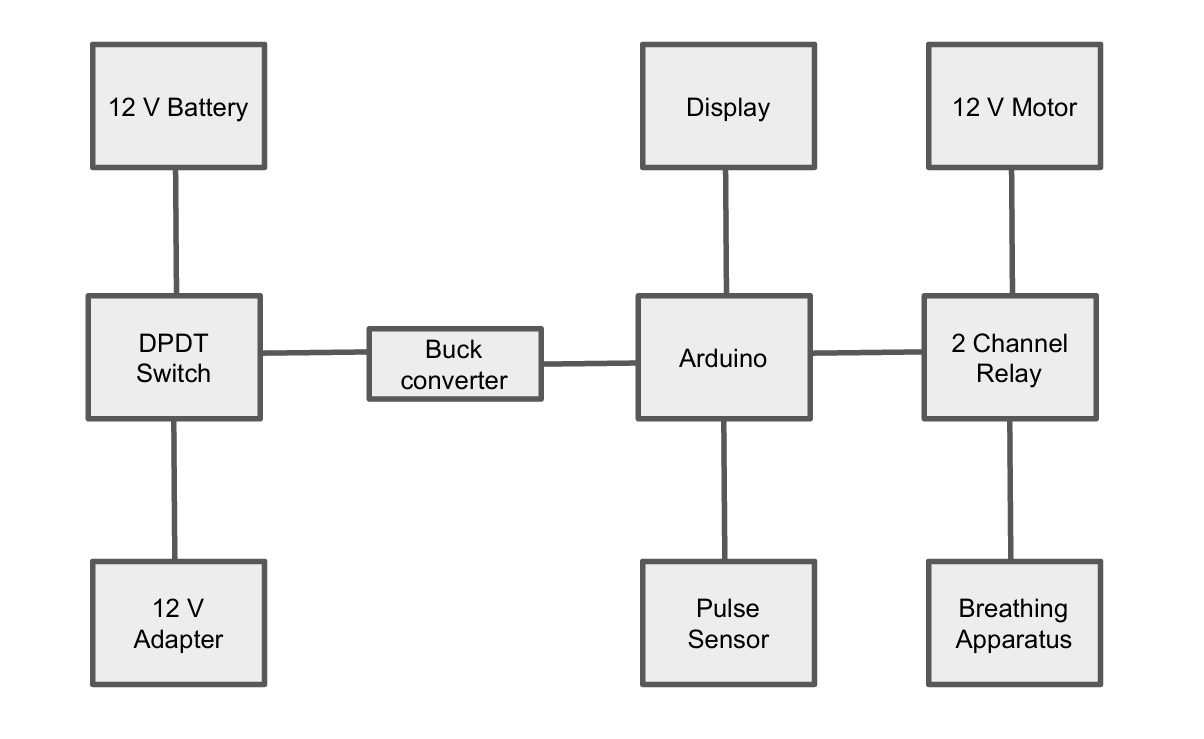 12 V Battery
Display
12 V Motor
DPDT
Switch
Buck
converter
Arduino
2 Channel
Relay
12 V
Adapter
Pulse
Sensor
Breathing
Apparatus